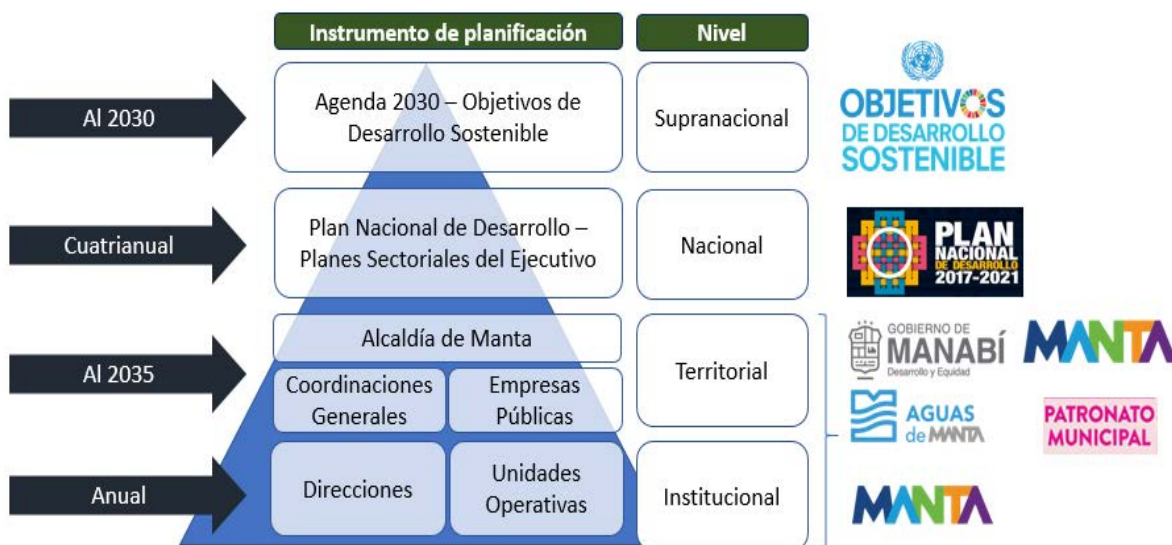 Instrumento de planificación
Nivel
Al 2030
Agenda 2030 – Objetivos de
Desarrollo Sostenible
Supranacional
OBJETIVOS
DE DESARROLLO
SOSTENIBLE
Cuatrianual
Plan Nacional de Desarrollo –
Planes Sectoriales del Ejecutivo
Nacional
PLAN
NACIONAL
DE DESARROLLO
2017-2021
Al 2035
Alcaldía de Manta
Coordinaciones
Generales
Empresas
Públicas
Territorial
GOBIERNO DE
MANABÍ
Desarrollo y Equidad
MANTA
AGUAS
de MANTA
PATRONATO
MUNICIPAL
Anual
Direcciones
Unidades
Operativas
Institucional
MANTA